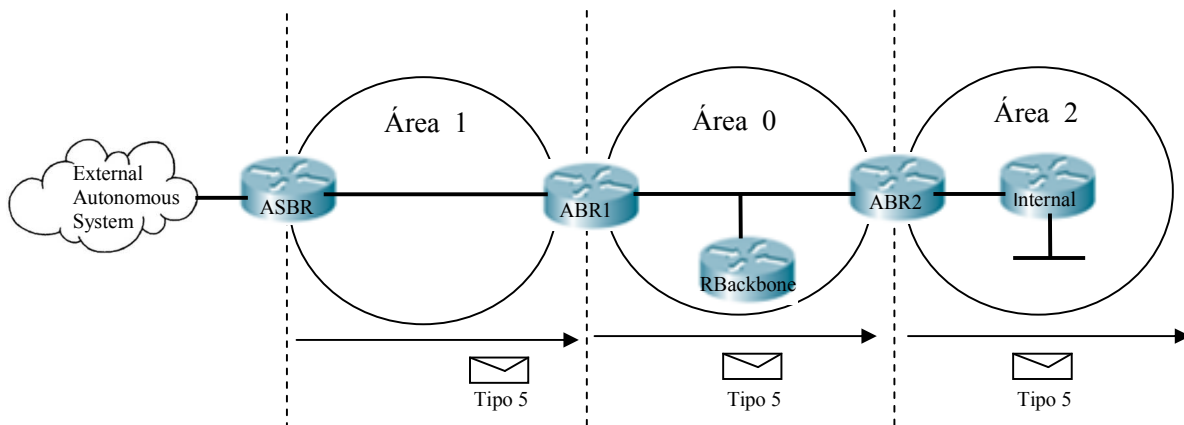 Área 1
Área 0
Área 2
External
Autonomous
System
ASBR
ABR1
ABR2
Internal
RBackbone
Tipo 5
Tipo 5
Tipo 5